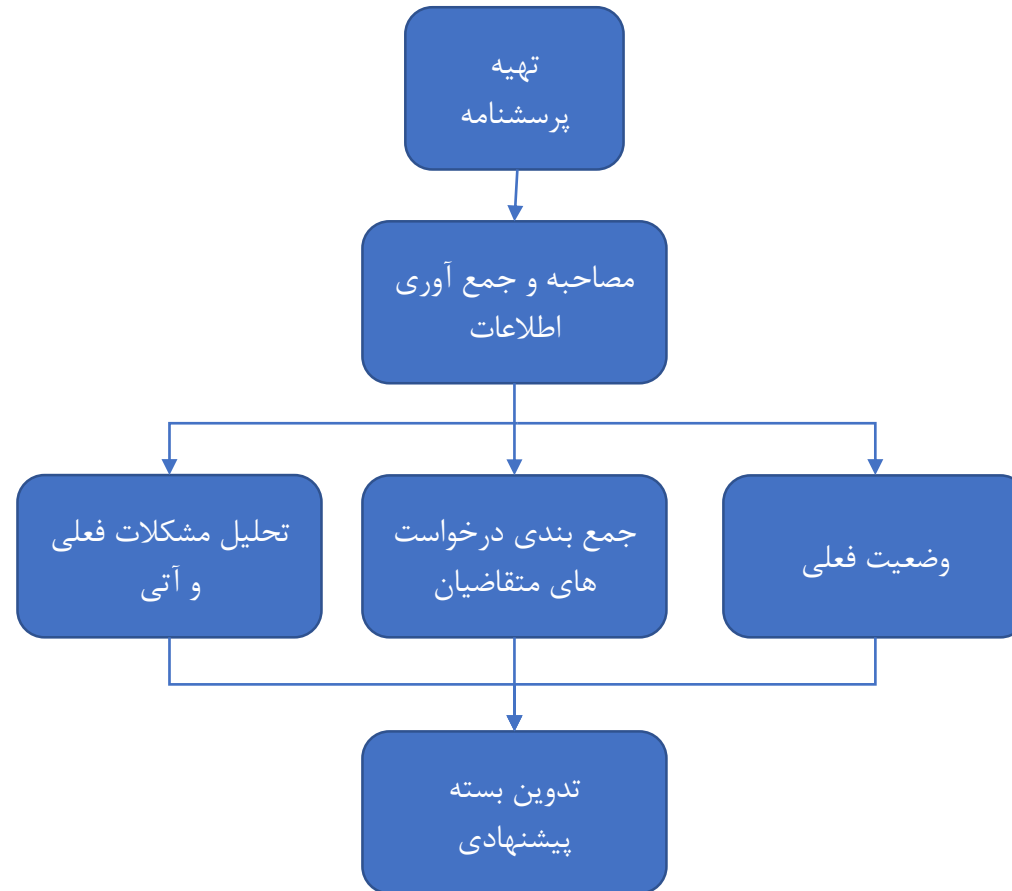 تهیه
پرسشنامه
مصاحبه و جمع آوری
اطلاعات
وضعیت فعلی
جمع بندی درخواست
های متقاضیان
تحلیل مشکلات فعلی
و آتی
تدوین بسته
پیشنهادی